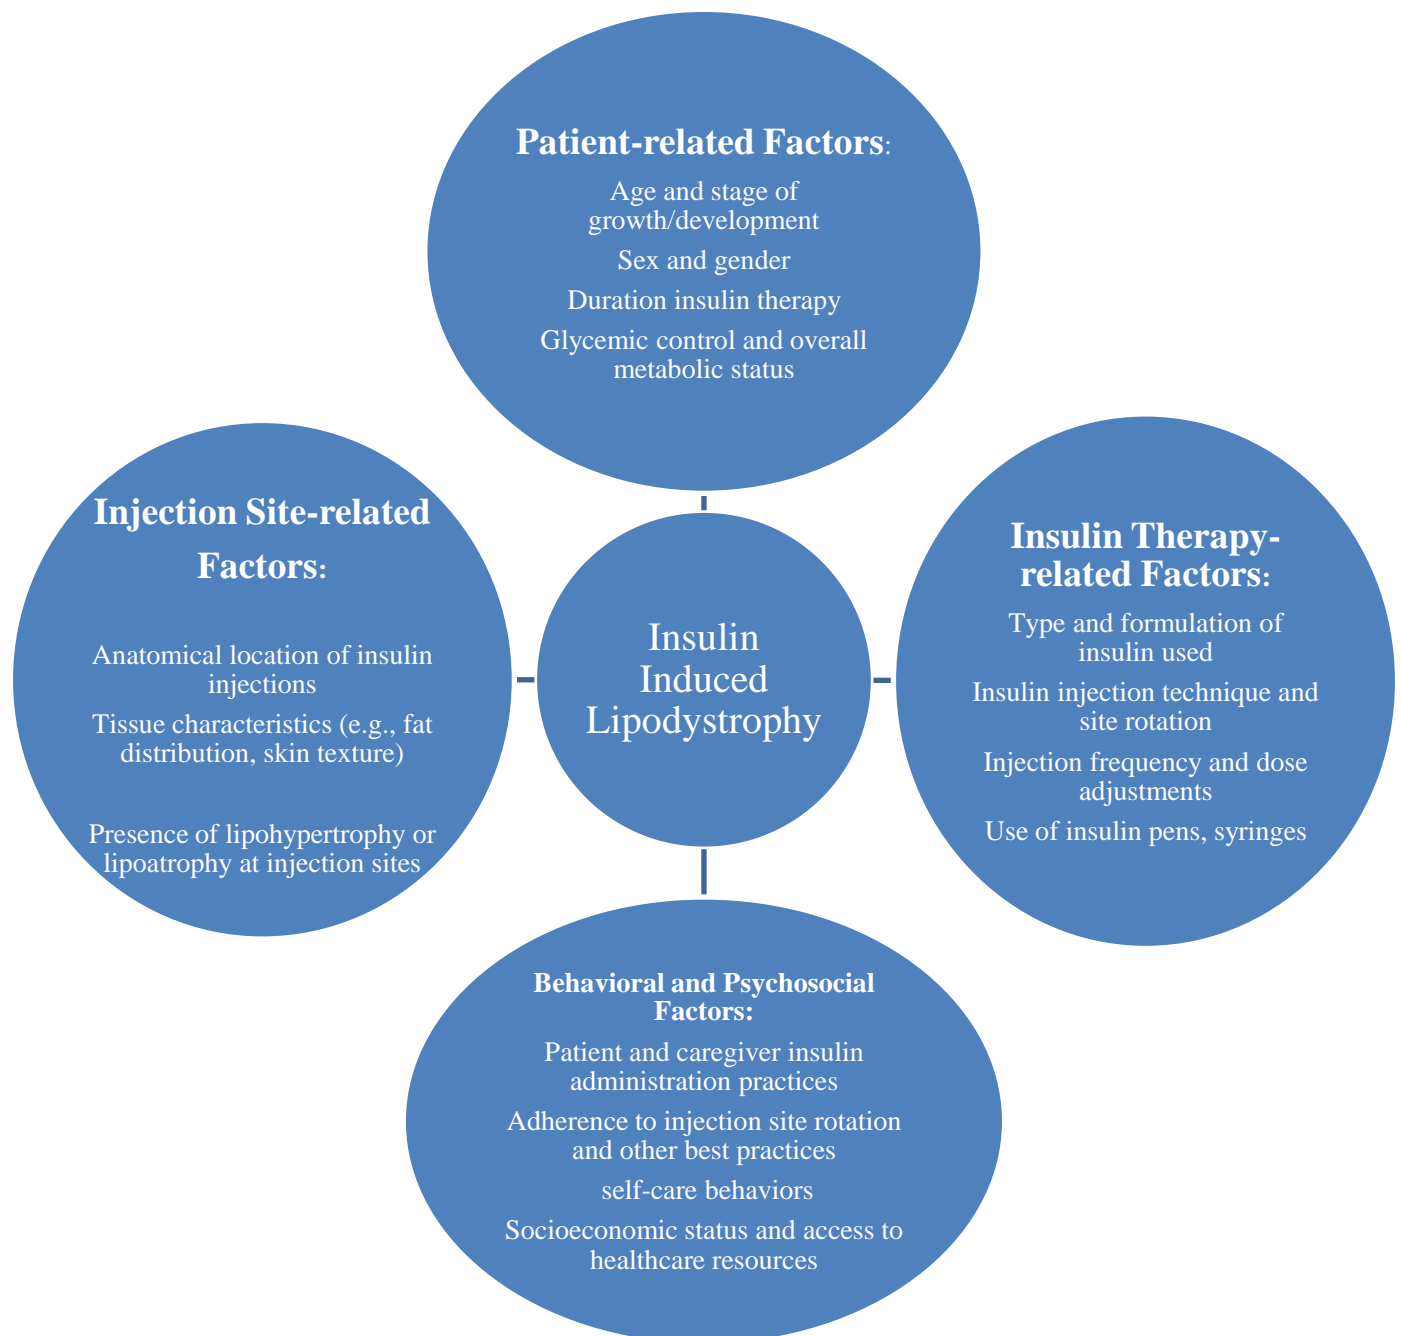 Patient-related Factors:
Age and stage of
growth/development
Sex and gender
Duration insulin therapy
Glycemic control and overall
metabolic status
Injection Site-related
Factors:
Anatomical location of insulin
injections
Tissue characteristics (e.g., fat
distribution, skin texture)
Presence of lipohypertrophy or
lipoatrophy at injection sites
Insulin
Induced
Lipodystrophy
Insulin Therapy-
related Factors:
Type and formulation of
insulin used
Insulin injection technique and
site rotation
Injection frequency and dose
adjustments
Use of insulin pens, syringes
Behavioral and Psychosocial
Factors:
Patient and caregiver insulin
administration practices
Adherence to injection site rotation
and other best practices
self-care behaviors
Socioeconomic status and access to
healthcare resources